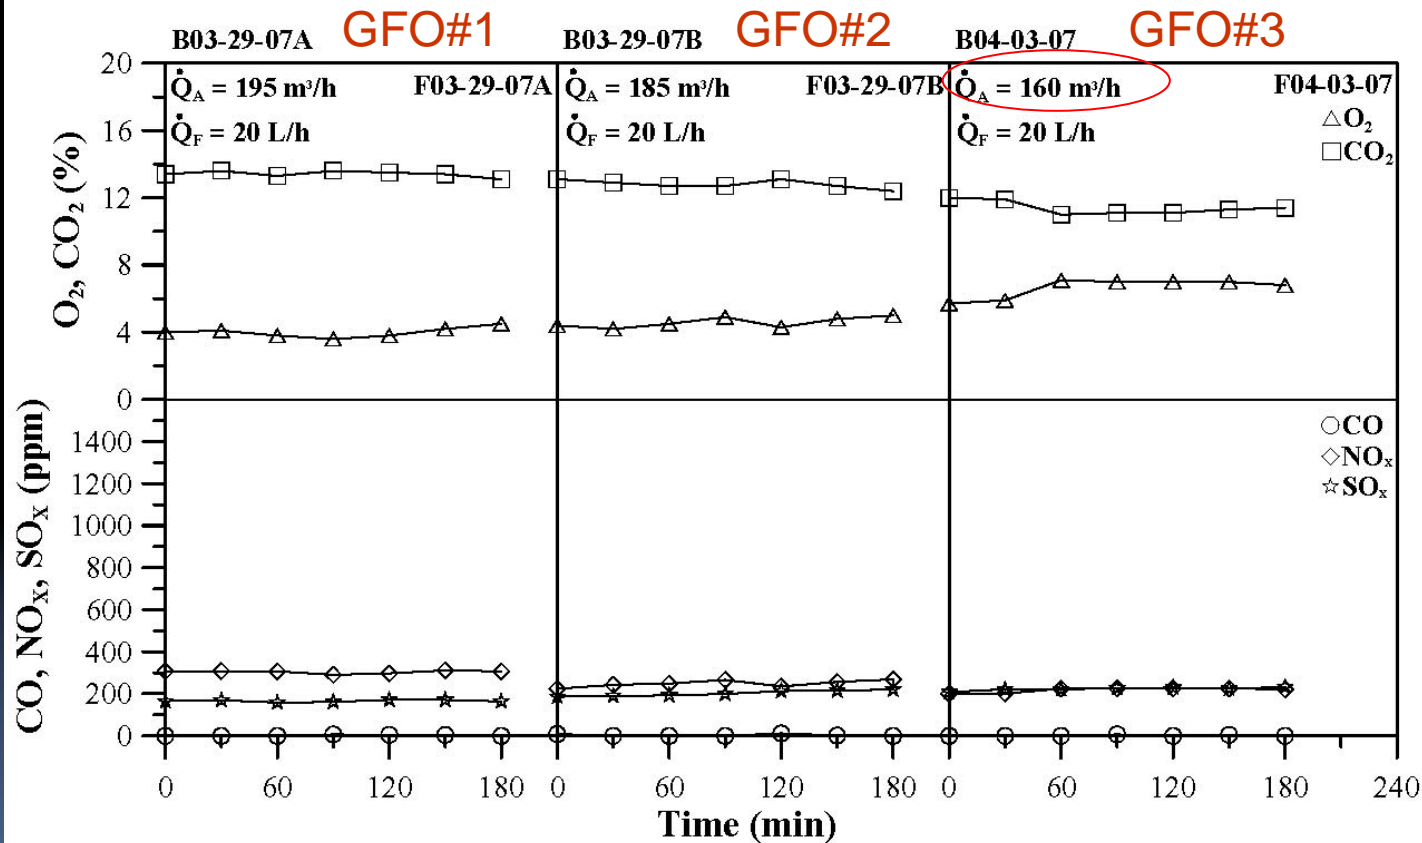 GFO#1 GFO#2 GFO#3
B03-29-07A B03-29-07B B04-03-07
Q̇A = 195 m³/h F03-29-07A Q̇A = 185 m³/h F03-29-07B Q̇A = 160 m³/h F04-03-07
Q̇F = 20 L/h Q̇F = 20 L/h Q̇F = 20 L/h
△O₂
□CO₂
O₂, CO₂ (%)
20
16
12
8
4
0
○CO
◇NOₓ
☆SOₓ
CO, NOX, SOX (ppm)
1400
1200
1000
800
600
400
200
0
0 60 120 180 0 60 120 180 0 60 120 180 240
Time (min)